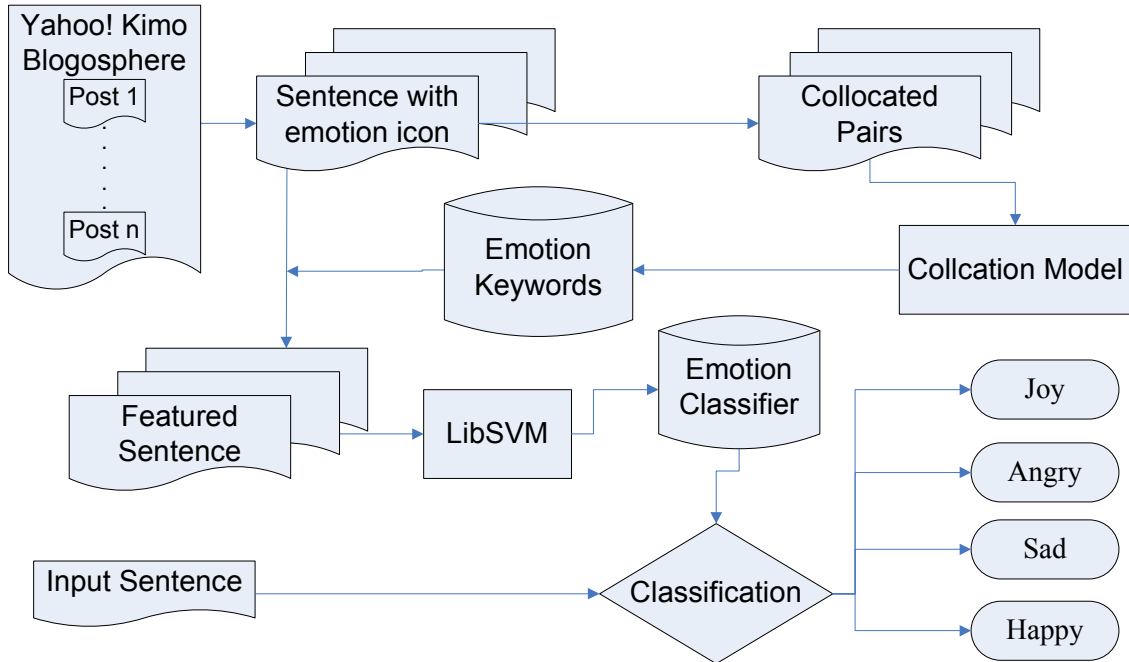 Yahoo! Kimo
Blogosphere
Post 1
.
.
.
.
.
Post n
Sentence with
emotion icon
Collocated
Pairs
Emotion
Keywords
Collcation Model
Featured
Sentence
LibSVM
Emotion
Classifier
Joy
Angry
Sad
Happy
Input Sentence
Classification